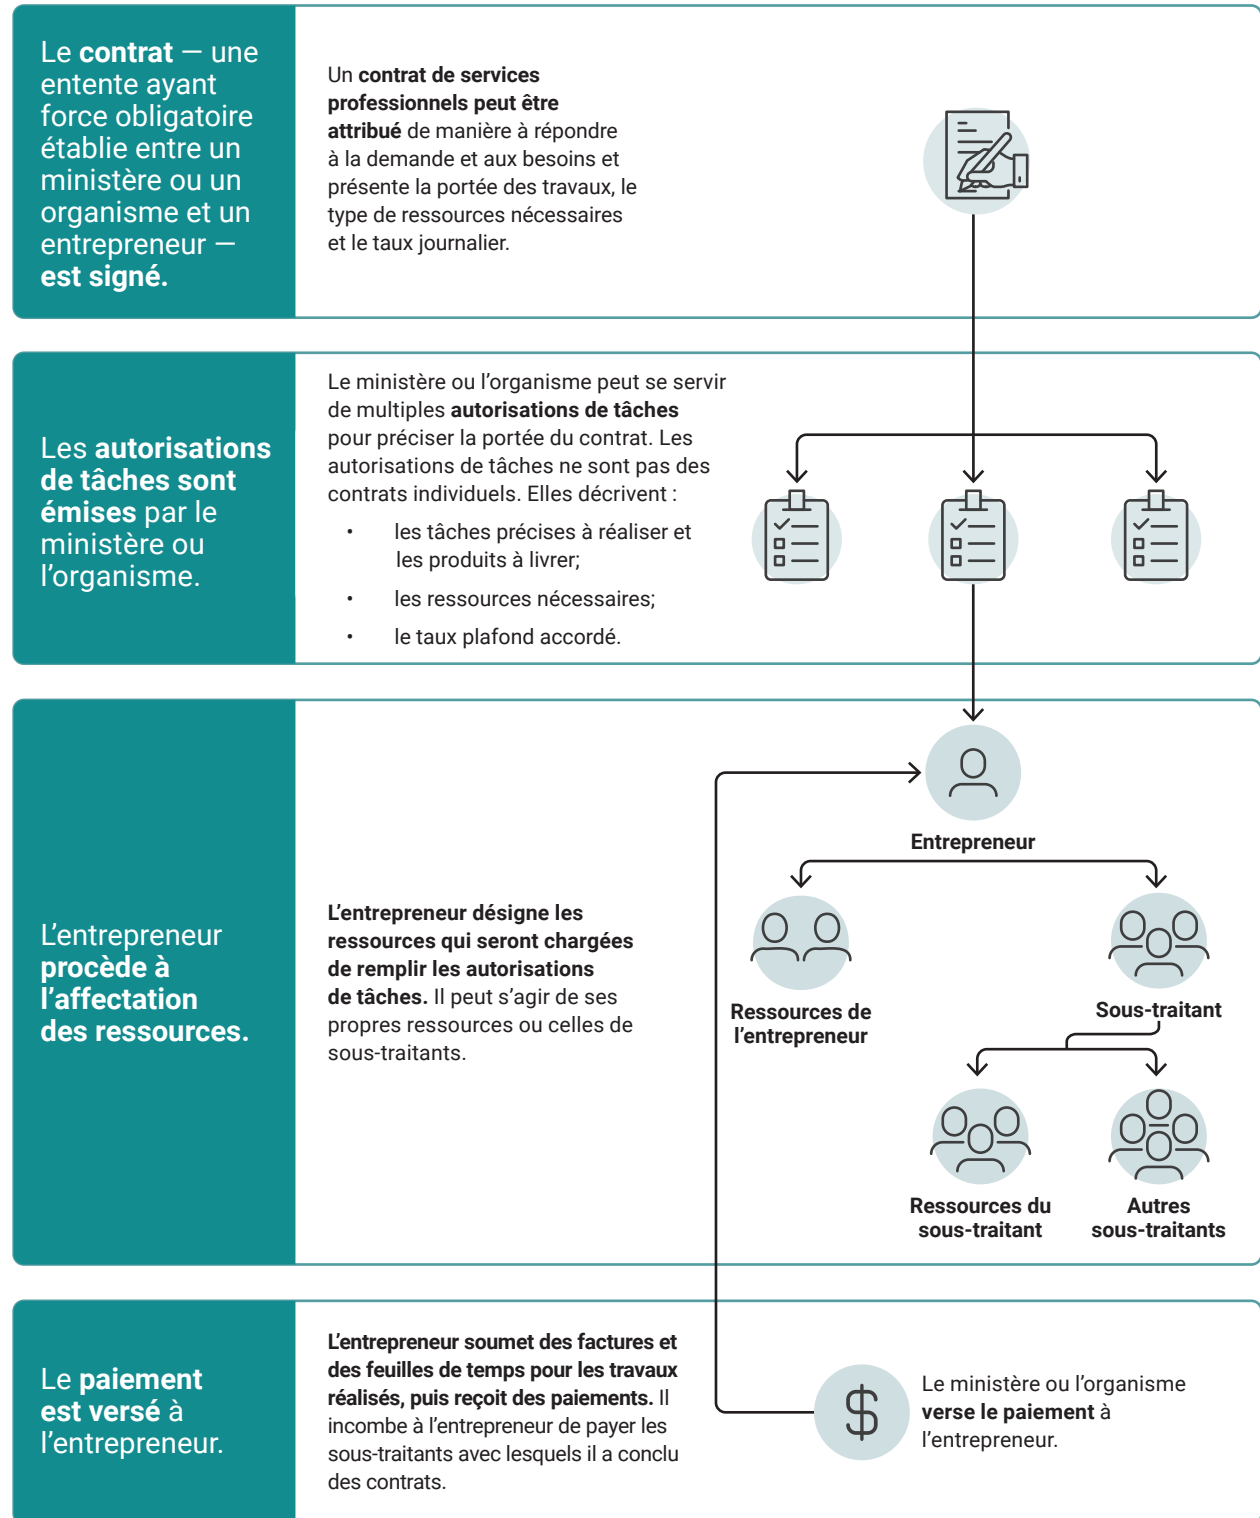 Le contrat — une
entente ayant
force obligatoire
établie entre un
ministère ou un
organisme et un
entrepreneur —
est signé.
Un contrat de services
professionnels peut être
attribué de manière à répondre
à la demande et aux besoins et
présente la portée des travaux, le
type de ressources nécessaires
et le taux journalier.
Les autorisations
de tâches sont
émises par le
ministère ou
l’organisme.
Le ministère ou l’organisme peut se servir
de multiples autorisations de tâches
pour préciser la portée du contrat. Les
autorisations de tâches ne sont pas des
contrats individuels. Elles décrivent :
• les tâches précises à réaliser et
les produits à livrer;
• les ressources nécessaires;
• le taux plafond accordé.
L’entrepreneur
procède à
l’affectation
des ressources.
L’entrepreneur désigne les
ressources qui seront chargées
de remplir les autorisations
de tâches. Il peut s’agir de ses
propres ressources ou celles de
sous-traitants.
Entrepreneur
Ressources de
l’entrepreneur
Sous-traitant
Ressources du
sous-traitant
Autres
sous-traitants
Le paiement
est versé à
l’entrepreneur.
L’entrepreneur soumet des factures et
des feuilles de temps pour les travaux
réalisés, puis reçoit des paiements. Il
incombe à l’entrepreneur de payer les
sous-traitants avec lesquels il a conclu
des contrats.
$
Le ministère ou l’organisme
verse le paiement à
l’entrepreneur.